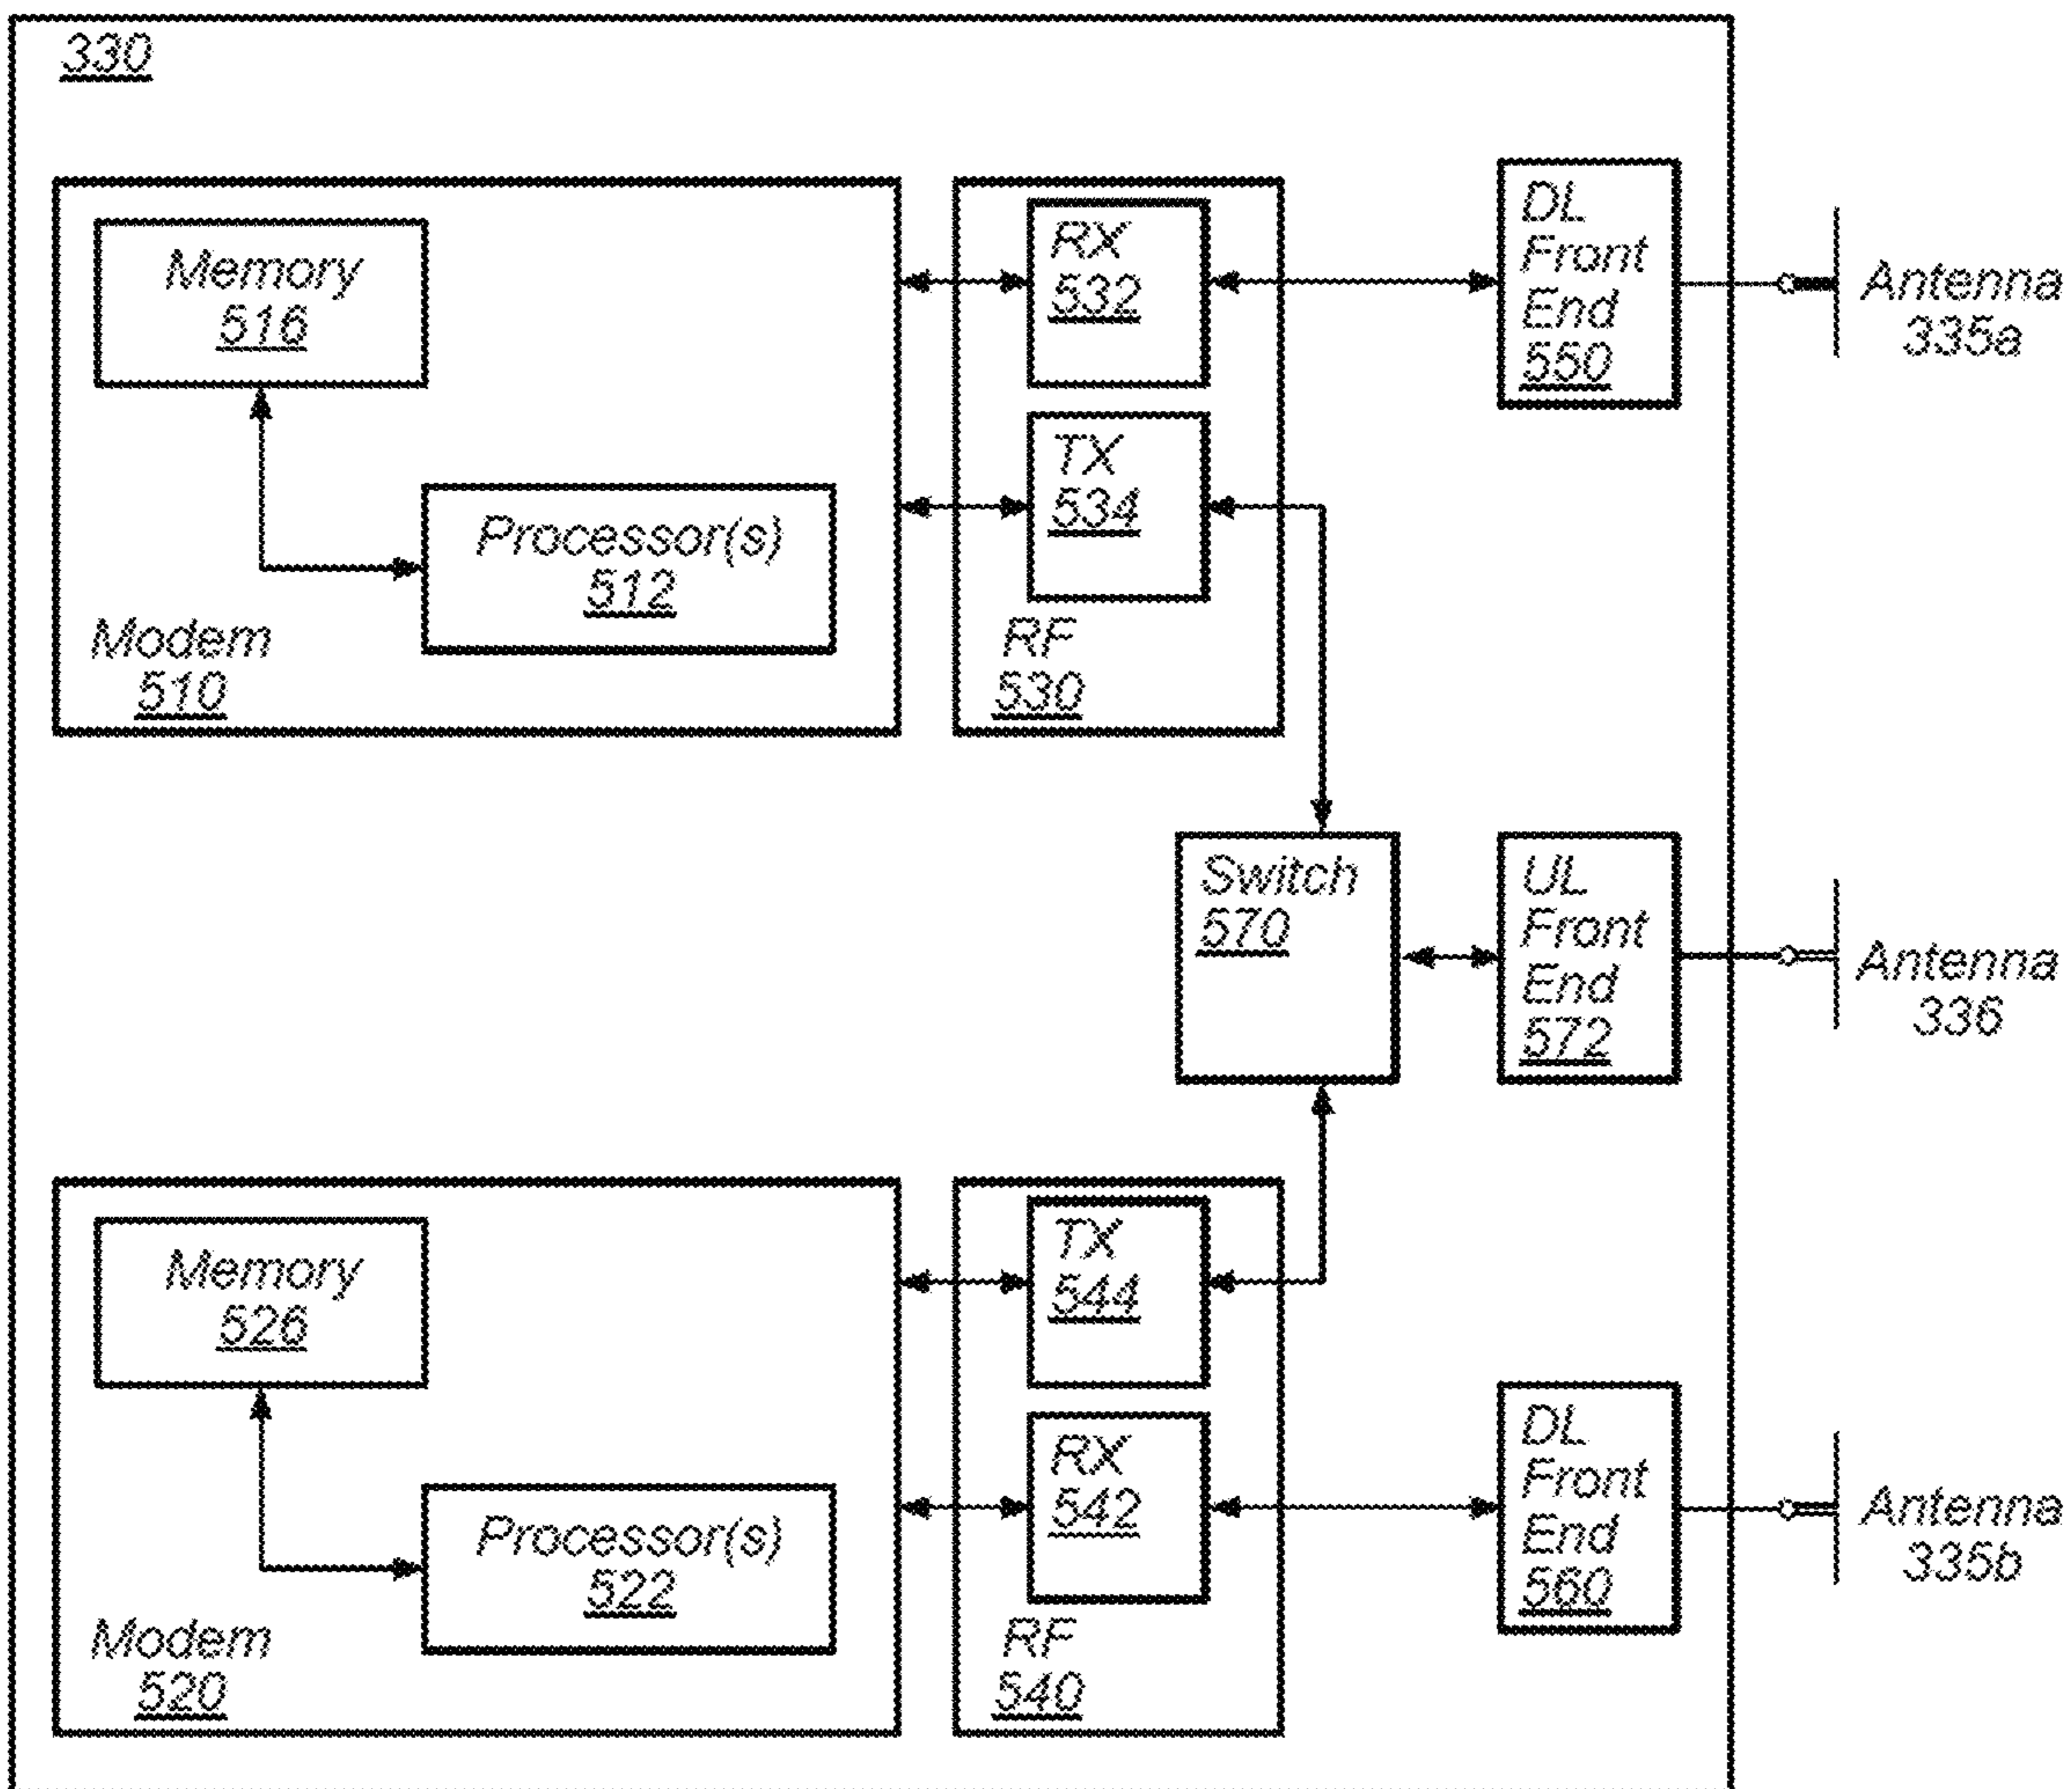 330
Memory
516
Processor(s)
512
Modem
510
RX
532
TX
534
RF
530
DL
Front
End
550
Antenna
335a
Switch
570
UL
Front
End
572
Antenna
336
Memory
526
Processor(s)
522
Modem
520
TX
544
RX
542
RF
540
DL
Front
End
560
Antenna
335b